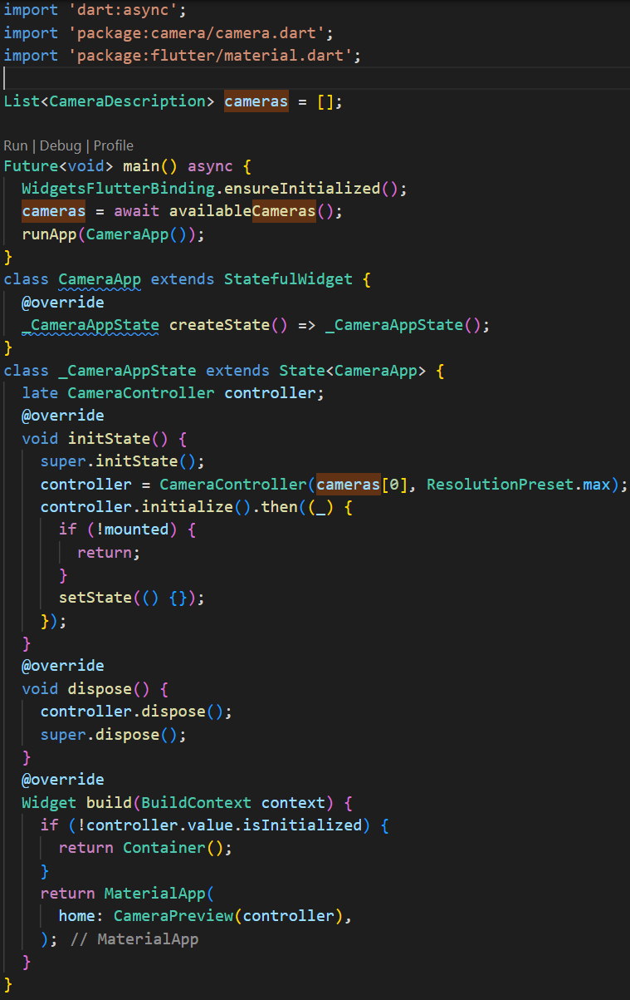 import 'dart:async';
import 'package:camera/camera.dart';
import 'package:flutter/material.dart';

List<CameraDescription> cameras = [];

Run | Debug | Profile
Future<void> main() async {
  WidgetsFlutterBinding.ensureInitialized();
  cameras = await availableCameras();
  runApp(CameraApp());
}
class CameraApp extends StatefulWidget {
  @override
  _CameraAppState createState() => _CameraAppState();
}
class _CameraAppState extends State<CameraApp> {
  late CameraController controller;
  @override
  void initState() {
    super.initState();
    controller = CameraController(cameras[0], ResolutionPreset.max);
    controller.initialize().then((_) {
      if (!mounted) {
        return;
      }
      setState(() {});
    });
  }
  @override
  void dispose() {
    controller.dispose();
    super.dispose();
  }
  @override
  Widget build(BuildContext context) {
    if (!controller.value.isInitialized) {
      return Container();
    }
    return MaterialApp(
      home: CameraPreview(controller),
    ); // MaterialApp
  }
}